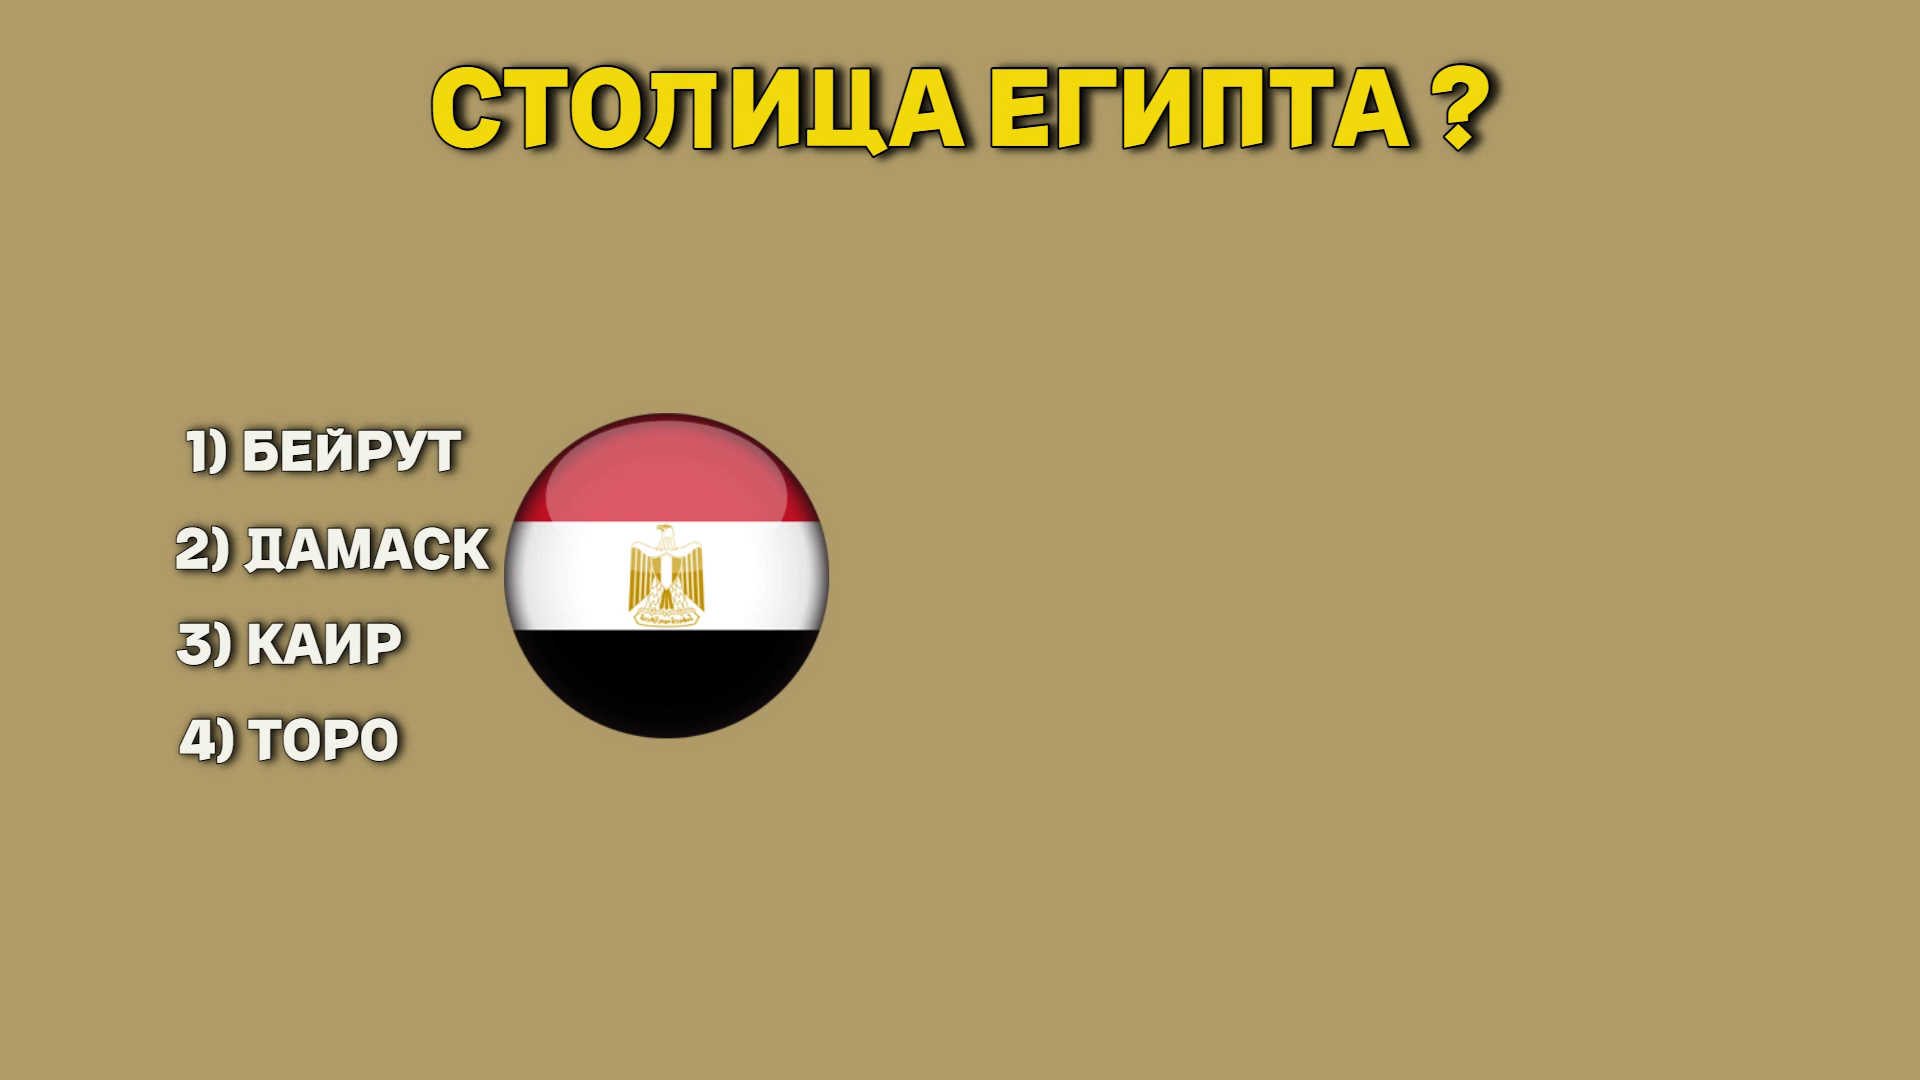 СТОЛИЦА ЕГИПТА ?
1) БЕЙРУТ
2) ДАМАСК
3) КАИР
4) ТОРО